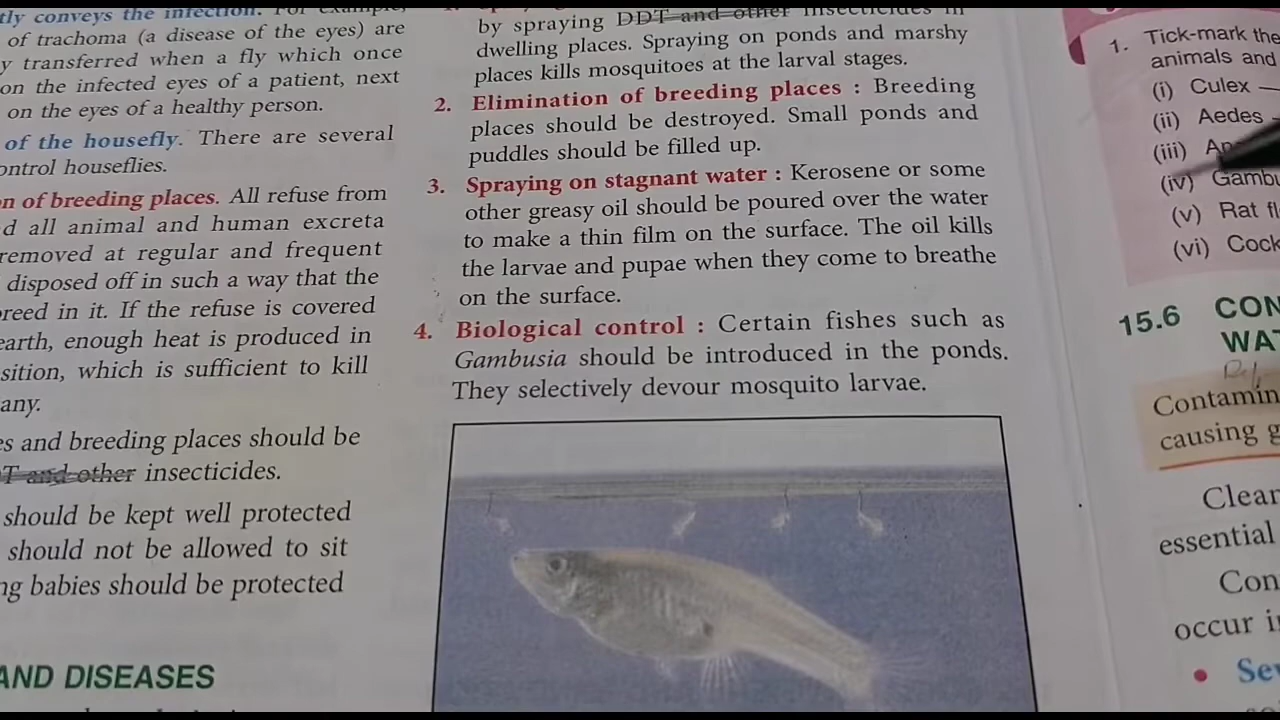 tly conveys the infection. For example,
of trachoma (a disease of the eyes) are
y transferred when a fly which once
on the infected eyes of a patient, next
on the eyes of a healthy person.
of the housefly. There are several
ontrol houseflies.
n of breeding places. All refuse from
d all animal and human excreta
removed at regular and frequent
disposed off in such a way that the
breed in it. If the refuse is covered
earth, enough heat is produced in
sition, which is sufficient to kill
any.
es and breeding places should be
T and other insecticides.
should be kept well protected
should not be allowed to sit
ng babies should be protected
AND DISEASES
by spraying DDT and other insecticides in
dwelling places. Spraying on ponds and marshy
places kills mosquitoes at the larval stages.
2. Elimination of breeding places : Breeding
places should be destroyed. Small ponds and
puddles should be filled up.
3. Spraying on stagnant water : Kerosene or some
other greasy oil should be poured over the water
to make a thin film on the surface. The oil kills
the larvae and pupae when they come to breathe
on the surface.
4. Biological control : Certain fishes such as
Gambusia should be introduced in the ponds.
They selectively devour mosquito larvae.
1. Tick-mark the
animals and
(i) Culex —
(ii) Aedes
(iii) An
(iv) Gambu
(v) Rat fl
(vi) Cock
15.6 CON
WAT
Contamin
causing g
Clear
essential
Con
occur i
• Sev